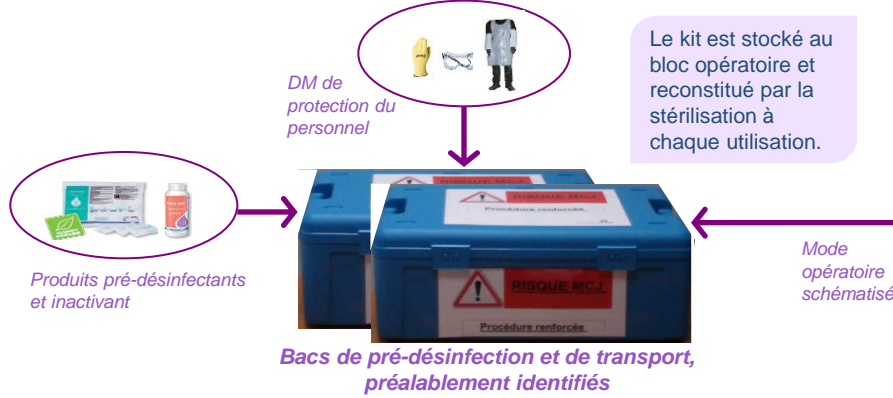 Le kit est stocké au
bloc opératoire et
reconstitué par la
stérilisation à
chaque utilisation.
DM de
protection du
personnel
RISQUE MCJ
Procédure renforcée
RISQUE MCJ
Procédure renforcée
Produits pré-désinfectants
et inactivant
Mode
opératoire
schématisé
Bacs de pré-désinfection et de transport,
préalablement identifiés